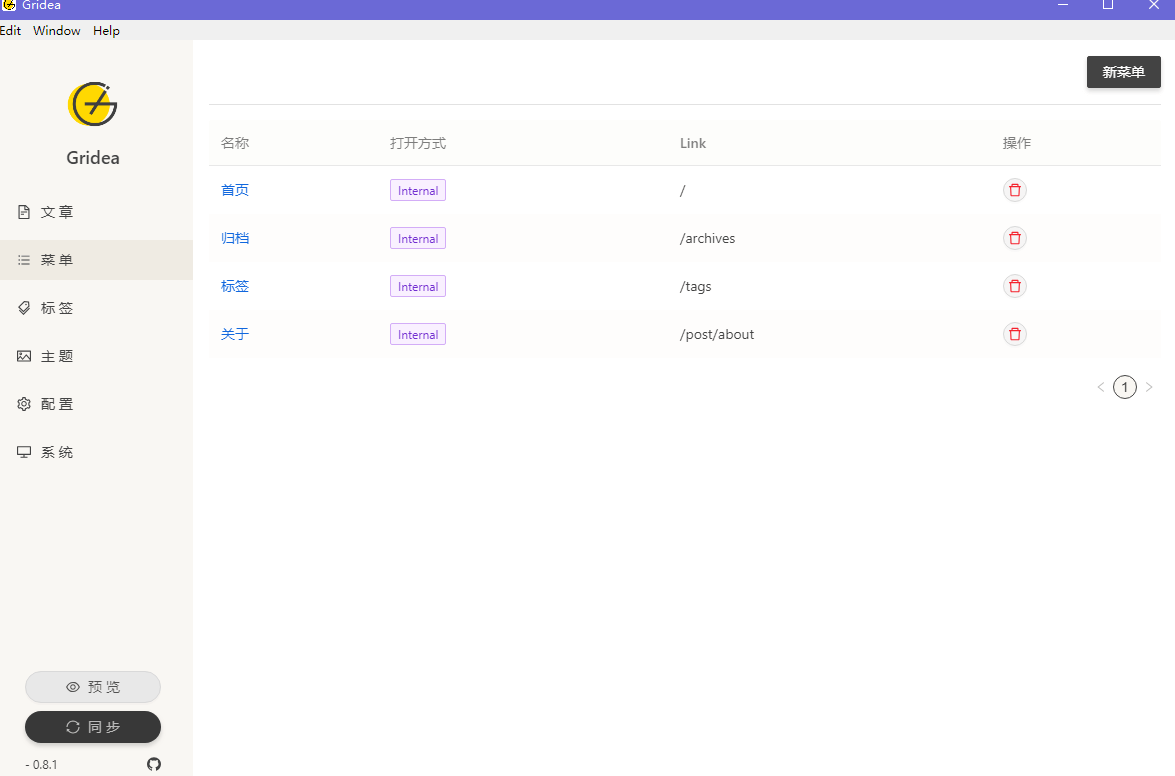 Gridea
Edit Window Help
Gridea
文章
菜单
标签
主题
配置
系统
预览
同步
- 0.8.1
新菜单
名称 打开方式 Link 操作
首页 Internal /
归档 Internal /archives
标签 Internal /tags
关于 Internal /post/about
< 1 >